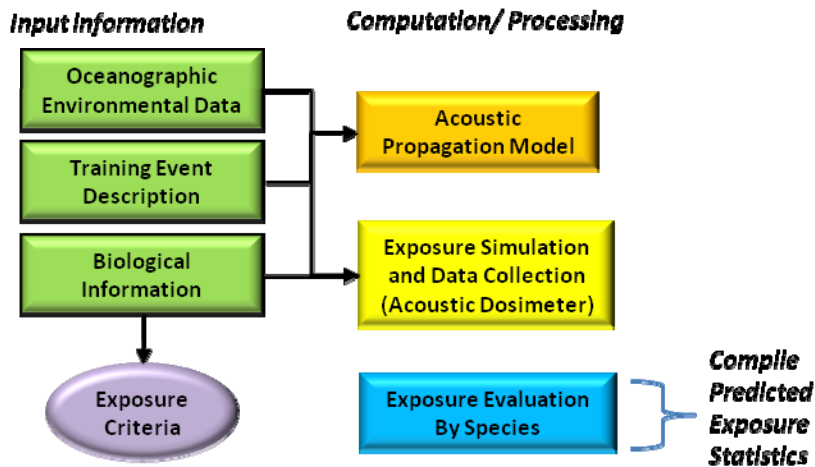 Input Information
Computation/ Processing
Oceanographic
Environmental Data
Acoustic
Propagation Model
Training Event
Description
Biological
Information
Exposure Simulation
and Data Collection
(Acoustic Dosimeter)
Exposure
Criteria
Exposure Evaluation
By Species
Compile
Predicted
Exposure
Statistics